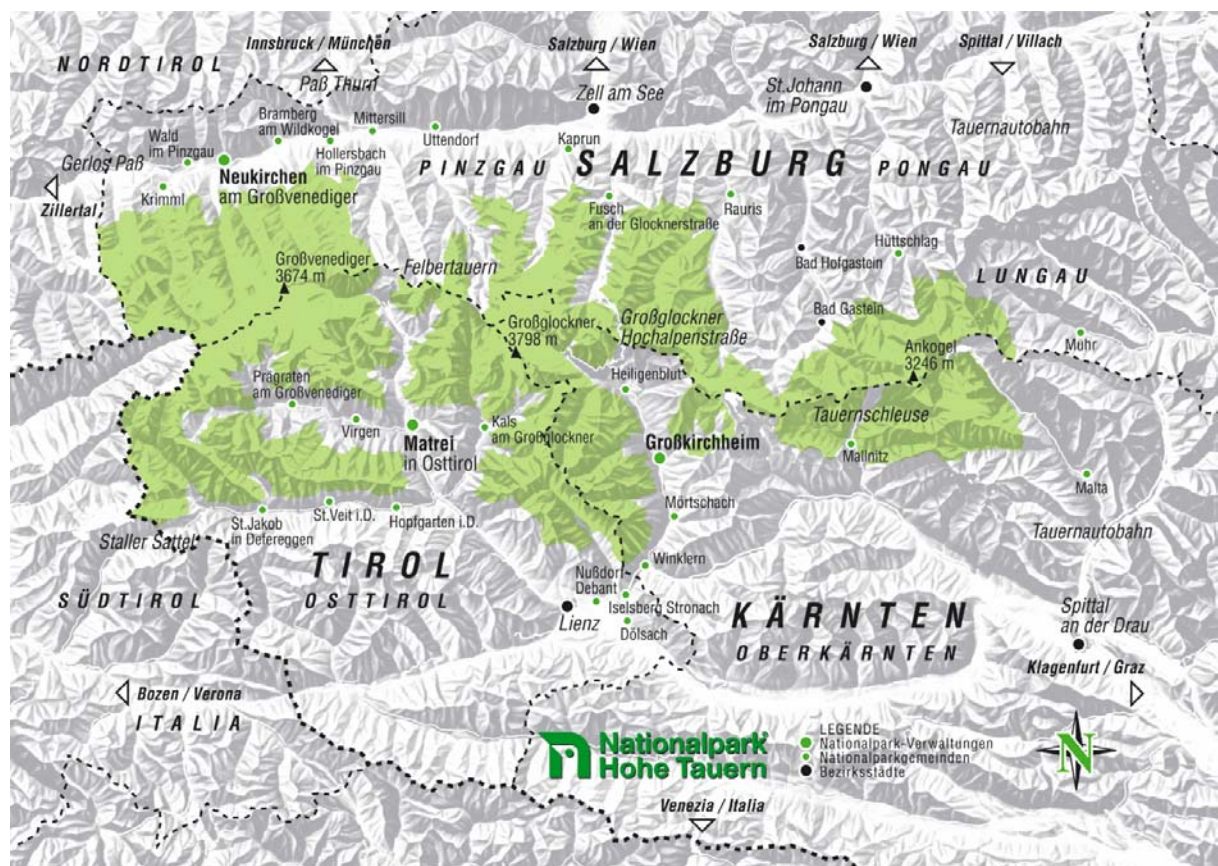 Innsbruck / München
Salzburg / Wien
Salzburg / Wien
Spittal / Villach
NORDTIROL
Paß Thurn
Zell am See
St.Johann
im Pongau
Tauernautobahn
Bramberg
am Wildkogel
Mittersill
Uttendorf
Wald
im Pinzgau
Hollersbach
im Pinzgau
Kaprun
Gerlos Paß
Neukirchen
am Großvenediger
PINZGAU
SALZBURG
PONGAU
Krimml
Zillertal
Fusch
an der Glocknerstraße
Rauris
Hüttschlag
Bad Hofgastein
LUNGAU
Großvenediger
3674 m
Felbertauern
Bad Gastein
Großglockner
3798 m
Großglockner
Hochalpenstraße
Muhr
Ankogel
3246 m
Heiligenblut
Prägraten
am Großvenediger
Virgen
Matrei
in Osttirol
Kals
am Großglockner
Tauernschleuse
Großkirchheim
Mallnitz
Malta
Mörtschach
St.Jakob
in Defereggen
St.Veit i.D.
Hopfgarten i.D.
Staller Sattel
Tauernautobahn
TIROL
OSTTIROL
SÜDTIROL
Winklern
Nußdorf
Debant
Iselsberg Stronach
Lienz
Dölsach
KÄRNTEN
OBERKÄRNTEN
Spittal
an der Drau
Klagenfurt / Graz
Bozen / Verona
ITALIA
Nationalpark
Hohe Tauern
LEGENDE
Nationalpark-Verwaltungen
Nationalparkgemeinden
Bezirksstädte
N
Venezia / Italia